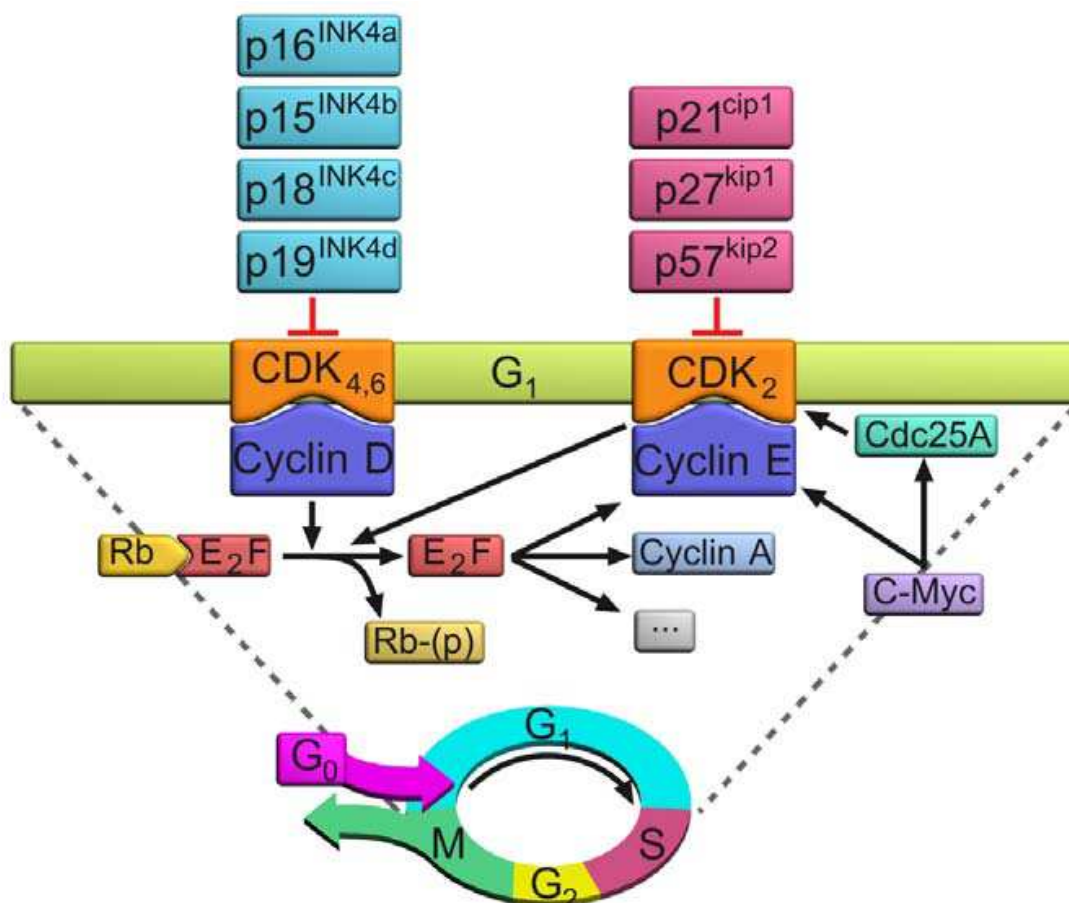 p16INK4a
p15INK4b
p18INK4c
p19INK4d
p21cip1
p27kip1
p57kip2
CDK4,6
G1
CDK2
Cyclin D
Cyclin E
Cdc25A
Rb
E2F
E2F
Cyclin A
C-Myc
Rb-(p)
...
G0
G1
M
S
G2